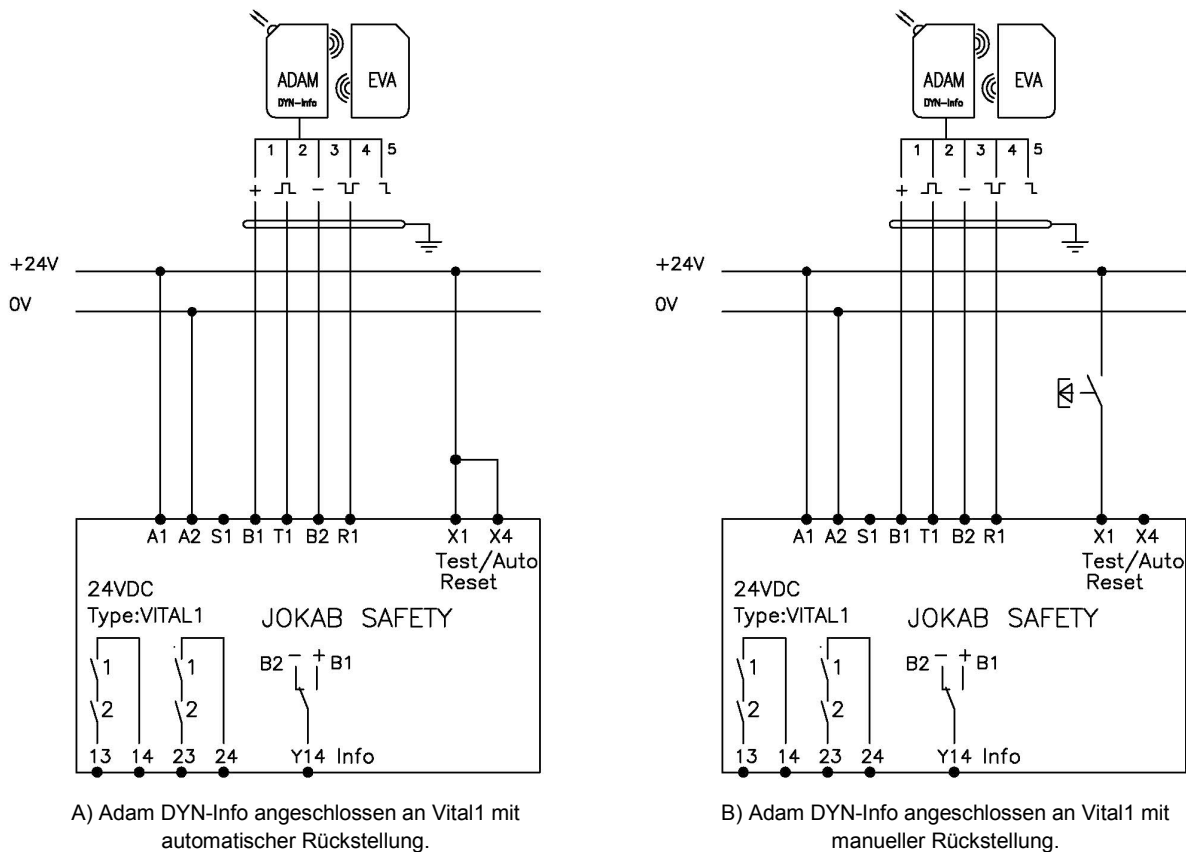 ADAM EVA
DYN-Info
1 2 3 4 5
+ −
+24V
0V
A1 A2 S1 B1 T1 B2 R1 X1 X4
Test/Auto
Reset
24VDC
Type:VITAL1 JOKAB SAFETY
B2 − + B1
1 1
2 2
13 14 23 24 Y14 Info
A) Adam DYN-Info angeschlossen an Vital1 mit
automatischer Rückstellung.
ADAM EVA
DYN-Info
1 2 3 4 5
+ −
+24V
0V
A1 A2 S1 B1 T1 B2 R1 X1 X4
Test/Auto
Reset
24VDC
Type:VITAL1 JOKAB SAFETY
B2 − + B1
1 1
2 2
13 14 23 24 Y14 Info
B) Adam DYN-Info angeschlossen an Vital1 mit
manueller Rückstellung.